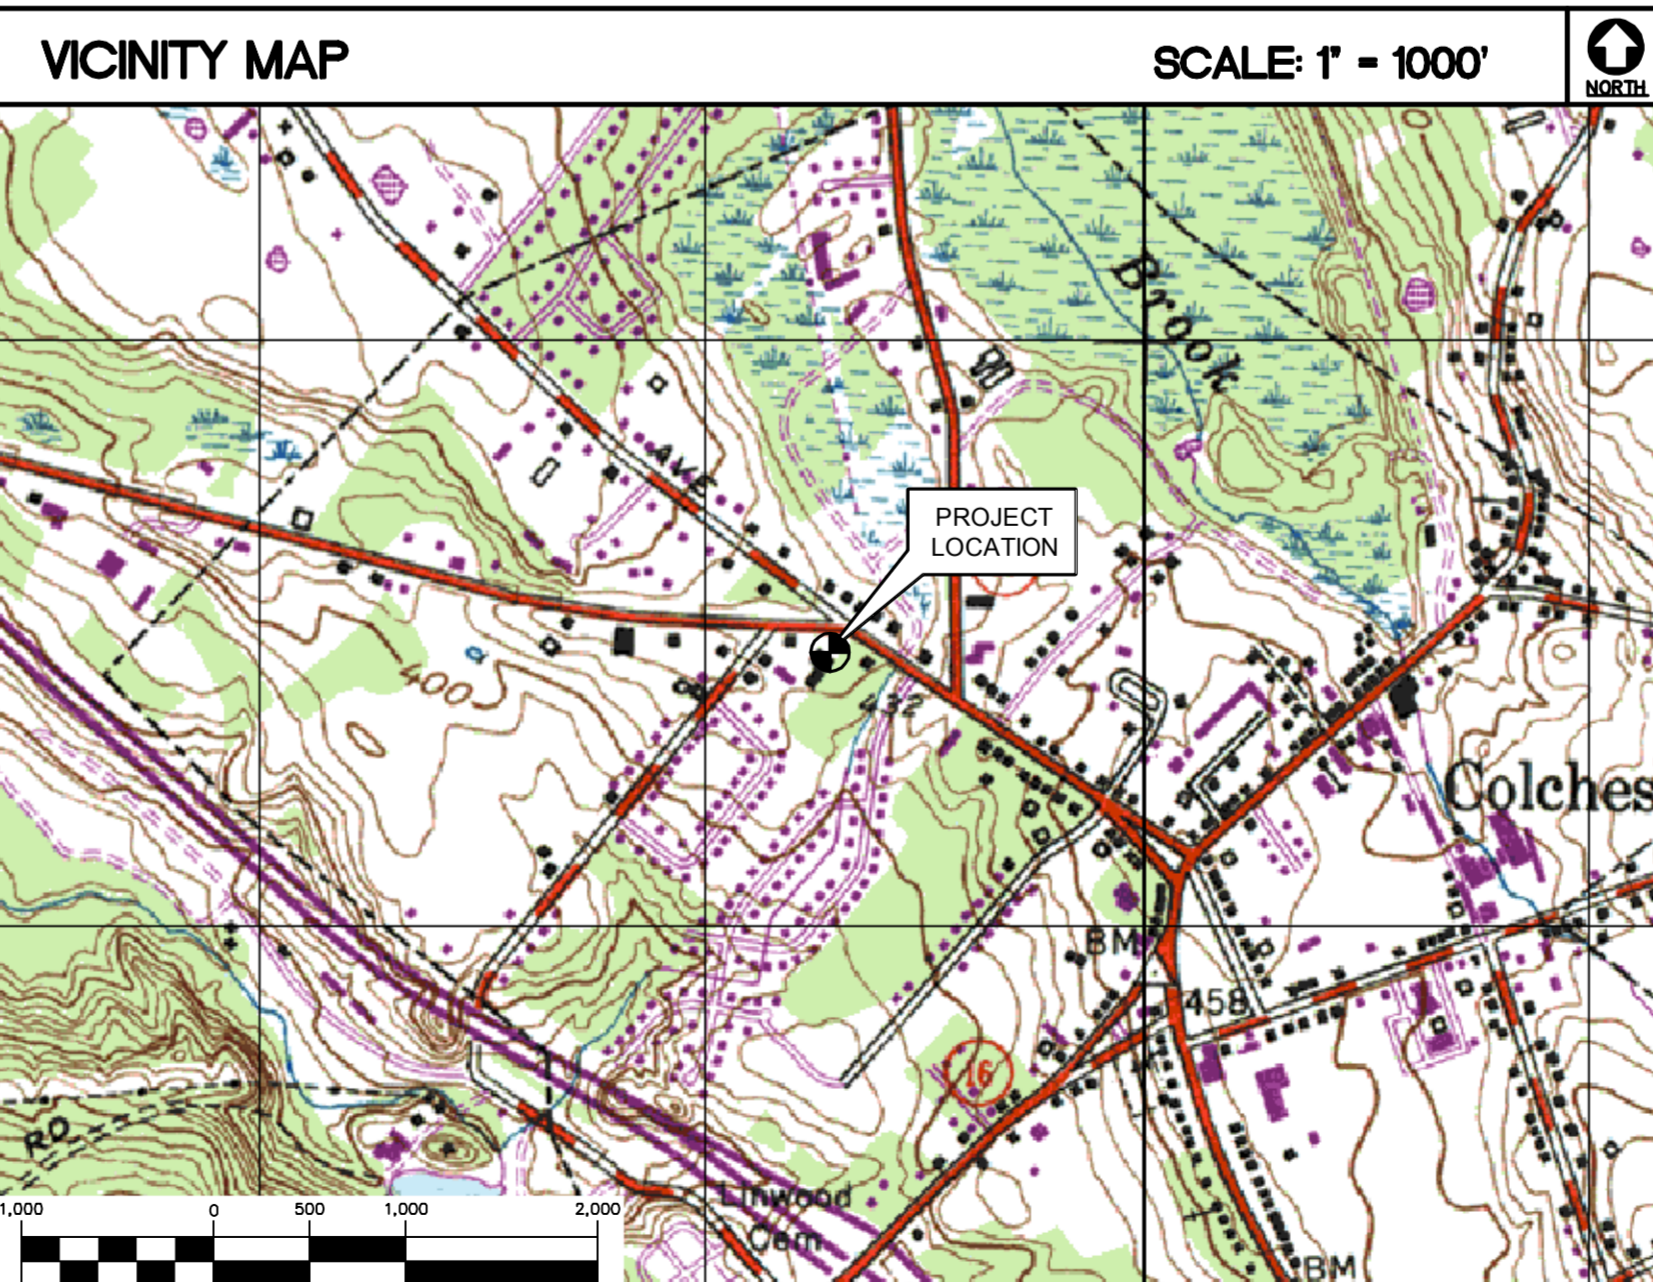 VICINITY MAP
SCALE: 1" = 1000'
NORTH
Brook
AVE
PROJECT
LOCATION
400
432
Colches
BM
458
16
RD
Linwood
Cem
BM
1,000 0 500 1,000 2,000